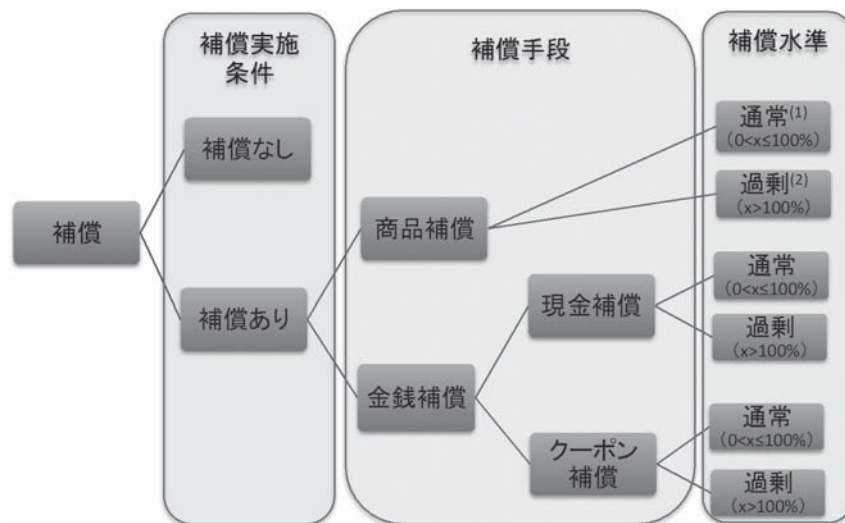 補償実施
条件
補償手段
補償水準
補償
補償なし
補償あり
商品補償
金銭補償
現金補償
クーポン
補償
通常(1)
(0<x≤100%)
過剰(2)
(x>100%)
通常
(0<x≤100%)
過剰
(x>100%)
通常
(0<x≤100%)
過剰
(x>100%)